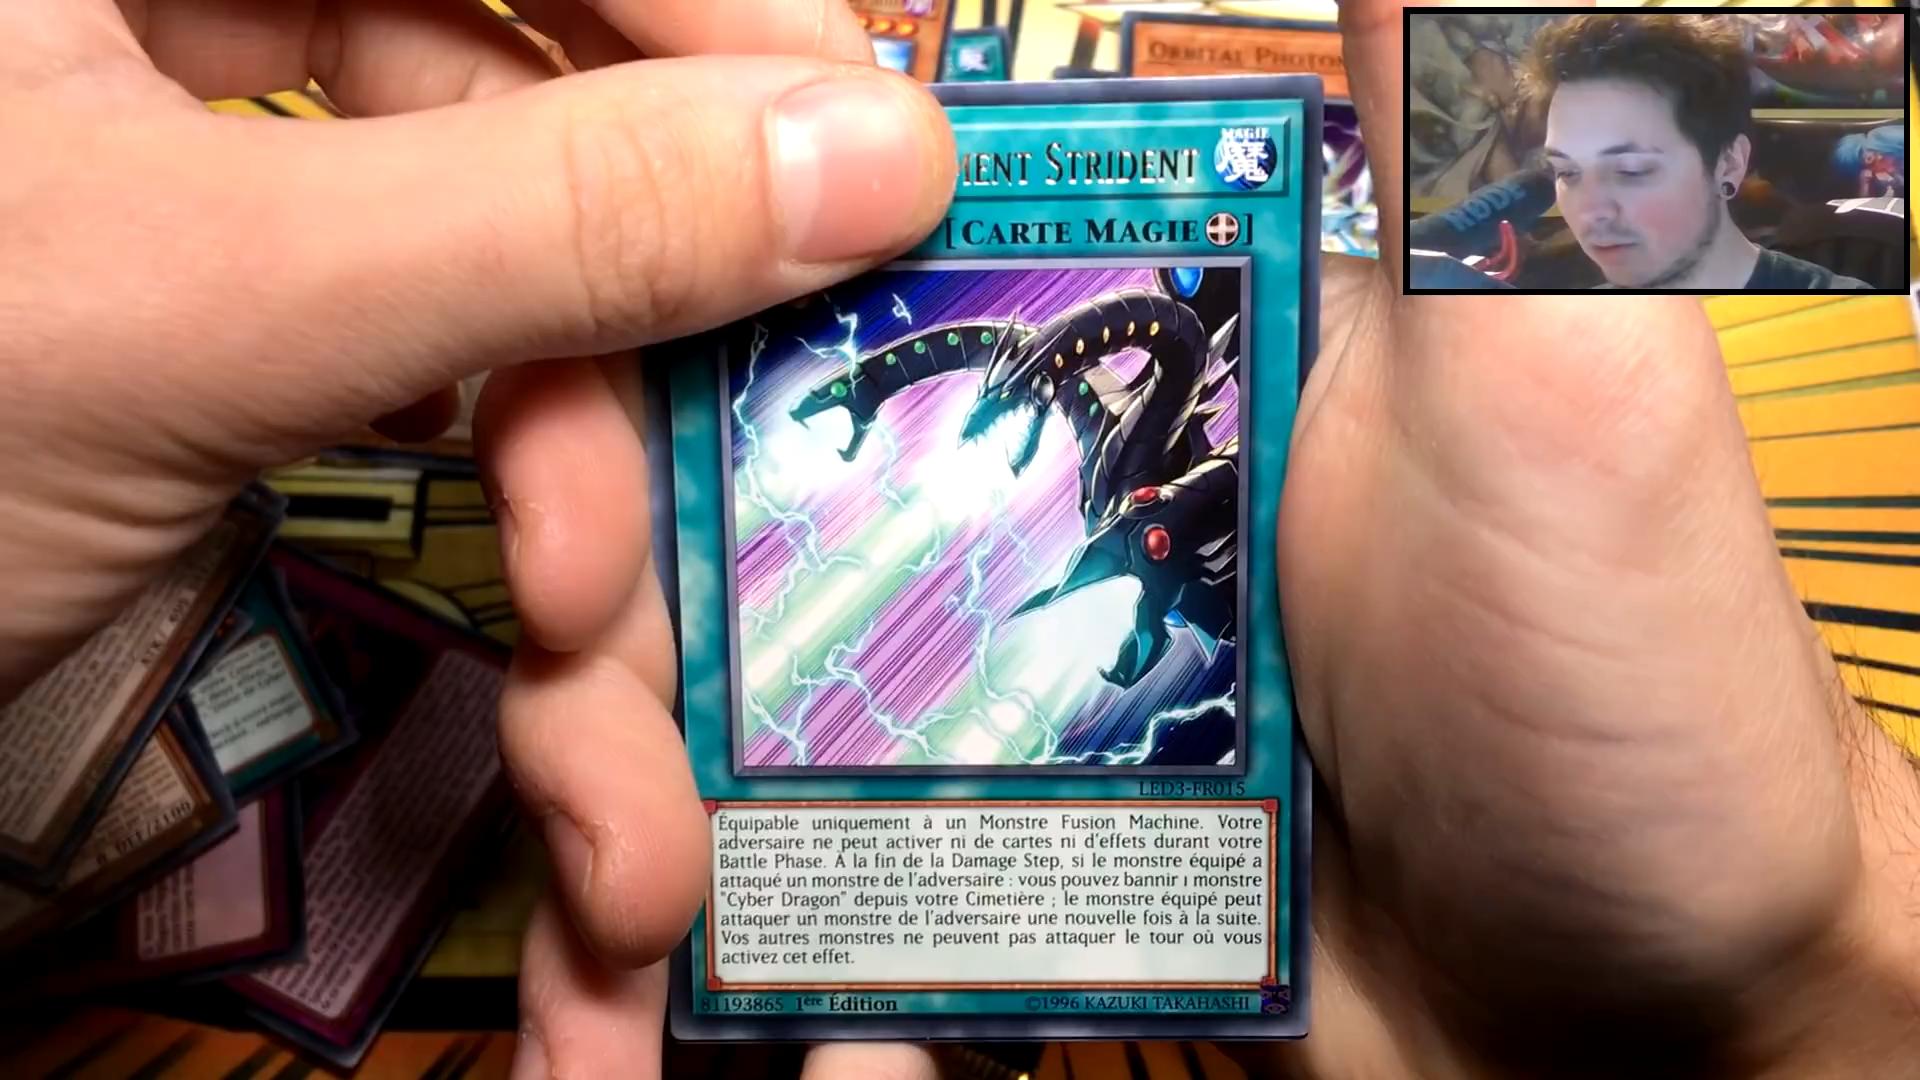 ORBITAL PHOTON
MENT STRIDENT
MAGIE
魔
[CARTE MAGIE]
RØDE
LED3-FR015
Équipable uniquement à un Monstre Fusion Machine. Votre
adversaire ne peut activer ni de cartes ni d'effets durant votre
Battle Phase. À la fin de la Damage Step, si le monstre équipé a
attaqué un monstre de l'adversaire : vous pouvez bannir 1 monstre
"Cyber Dragon" depuis votre Cimetière ; le monstre équipé peut
attaquer un monstre de l'adversaire une nouvelle fois à la suite.
Vos autres monstres ne peuvent pas attaquer le tour où vous
activez cet effet.
81193865 1ère Édition
©1996 KAZUKI TAKAHASHI